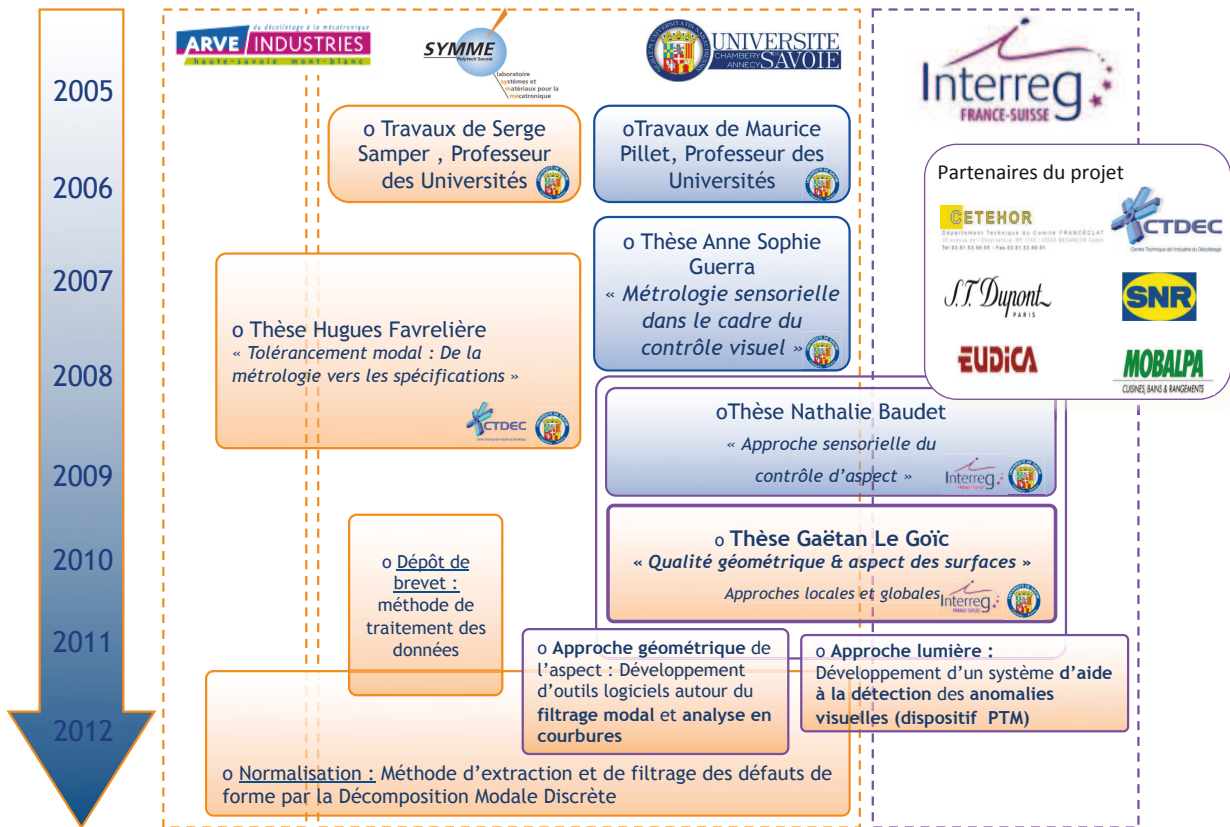 du décolletage à la mécatronique
ARVE INDUSTRIES
haute-savoie mont-blanc
SYMME
Polytech'Savoie
laboratoire
systèmes et
matériaux pour la
mécatronique
UNIVERSITE
CHAMBERY
ANNECY
SAVOIE
Interreg
FRANCE-SUISSE
2005
2006
2007
2008
2009
2010
2011
2012
o Travaux de Serge
Samper , Professeur
des Universités
oTravaux de Maurice
Pillet, Professeur des
Universités
Partenaires du projet
CETEHOR
Département Technique du Comité FRANCÉCLAT
CTDEC
Centre Technique de l'Industrie du Décolletage
S.T. Dupont
PARIS
SNR
EUDICA
MOBALPA
CUISINES, BAINS & RANGEMENTS
o Thèse Anne Sophie
Guerra
« Métrologie sensorielle
dans le cadre du
contrôle visuel »
o Thèse Hugues Favrelière
« Tolérancement modal : De la
métrologie vers les spécifications »
CTDEC
oThèse Nathalie Baudet
« Approche sensorielle du
contrôle d'aspect »
Interreg
o Thèse Gaëtan Le Goïc
« Qualité géométrique & aspect des surfaces »
Approches locales et globales
Interreg
FRANCE-SUISSE
o Dépôt de
brevet :
méthode de
traitement des
données
o Approche géométrique de
l'aspect : Développement
d'outils logiciels autour du
filtrage modal et analyse en
courbures
o Approche lumière :
Développement d'un système d'aide
à la détection des anomalies
visuelles (dispositif PTM)
o Normalisation : Méthode d'extraction et de filtrage des défauts de
forme par la Décomposition Modale Discrète